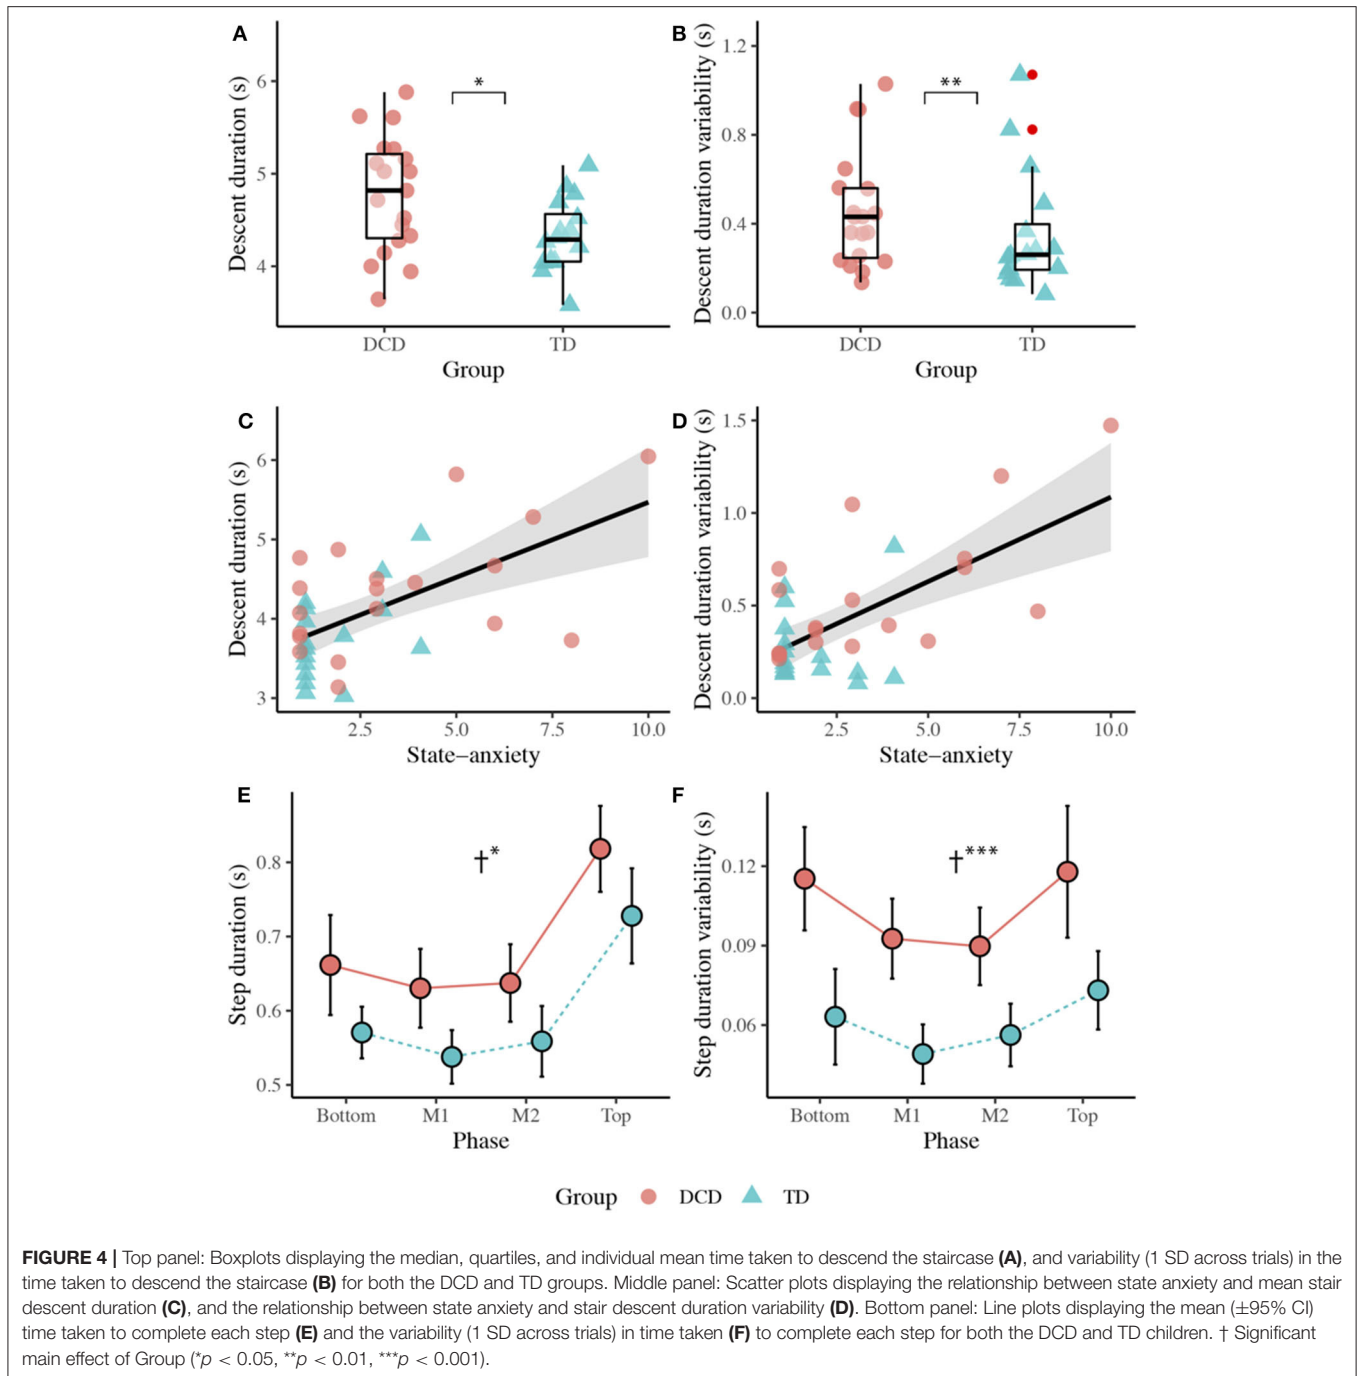 A
Descent duration (s)
6
5
4
*
DCD
TD
Group
B
Descent duration variability (s)
1.2
0.8
0.4
0.0
**
DCD
TD
Group
C
Descent duration (s)
6
5
4
3
2.5
5.0
7.5
10.0
State−anxiety
D
Descent duration variability (s)
1.5
1.0
0.5
0.0
2.5
5.0
7.5
10.0
State−anxiety
E
Step duration (s)
0.8
0.7
0.6
0.5
†*
Bottom
M1
M2
Top
Phase
F
Step duration variability (s)
0.12
0.09
0.06
†***
Bottom
M1
M2
Top
Phase
Group DCD TD
FIGURE 4 | Top panel: Boxplots displaying the median, quartiles, and individual mean time taken to descend the staircase (A), and variability (1 SD across trials) in the
time taken to descend the staircase (B) for both the DCD and TD groups. Middle panel: Scatter plots displaying the relationship between state anxiety and mean stair
descent duration (C), and the relationship between state anxiety and stair descent duration variability (D). Bottom panel: Line plots displaying the mean (±95% CI)
time taken to complete each step (E) and the variability (1 SD across trials) in time taken (F) to complete each step for both the DCD and TD children. † Significant
main effect of Group (*p < 0.05, **p < 0.01, ***p < 0.001).